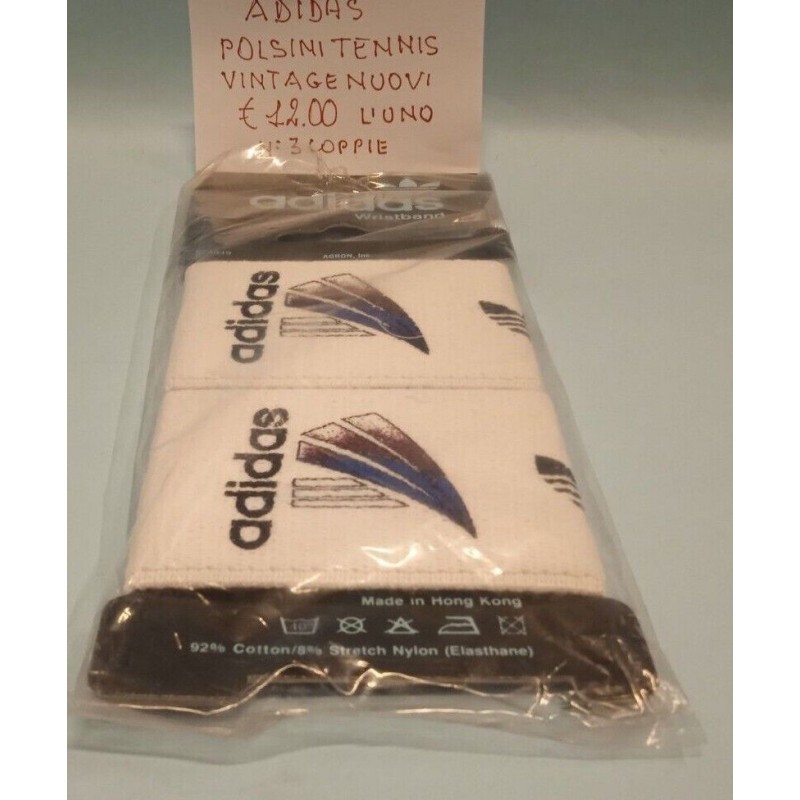 ADIDAS
POLSINI TENNIS
VINTAGE NUOVI
€ 12.00 L'UNO
N: 3 COPPIE
adidas
Wristband
adidas
adidas
Made in Hong Kong
92% Cotton/8% Stretch Nylon (Elasthane)